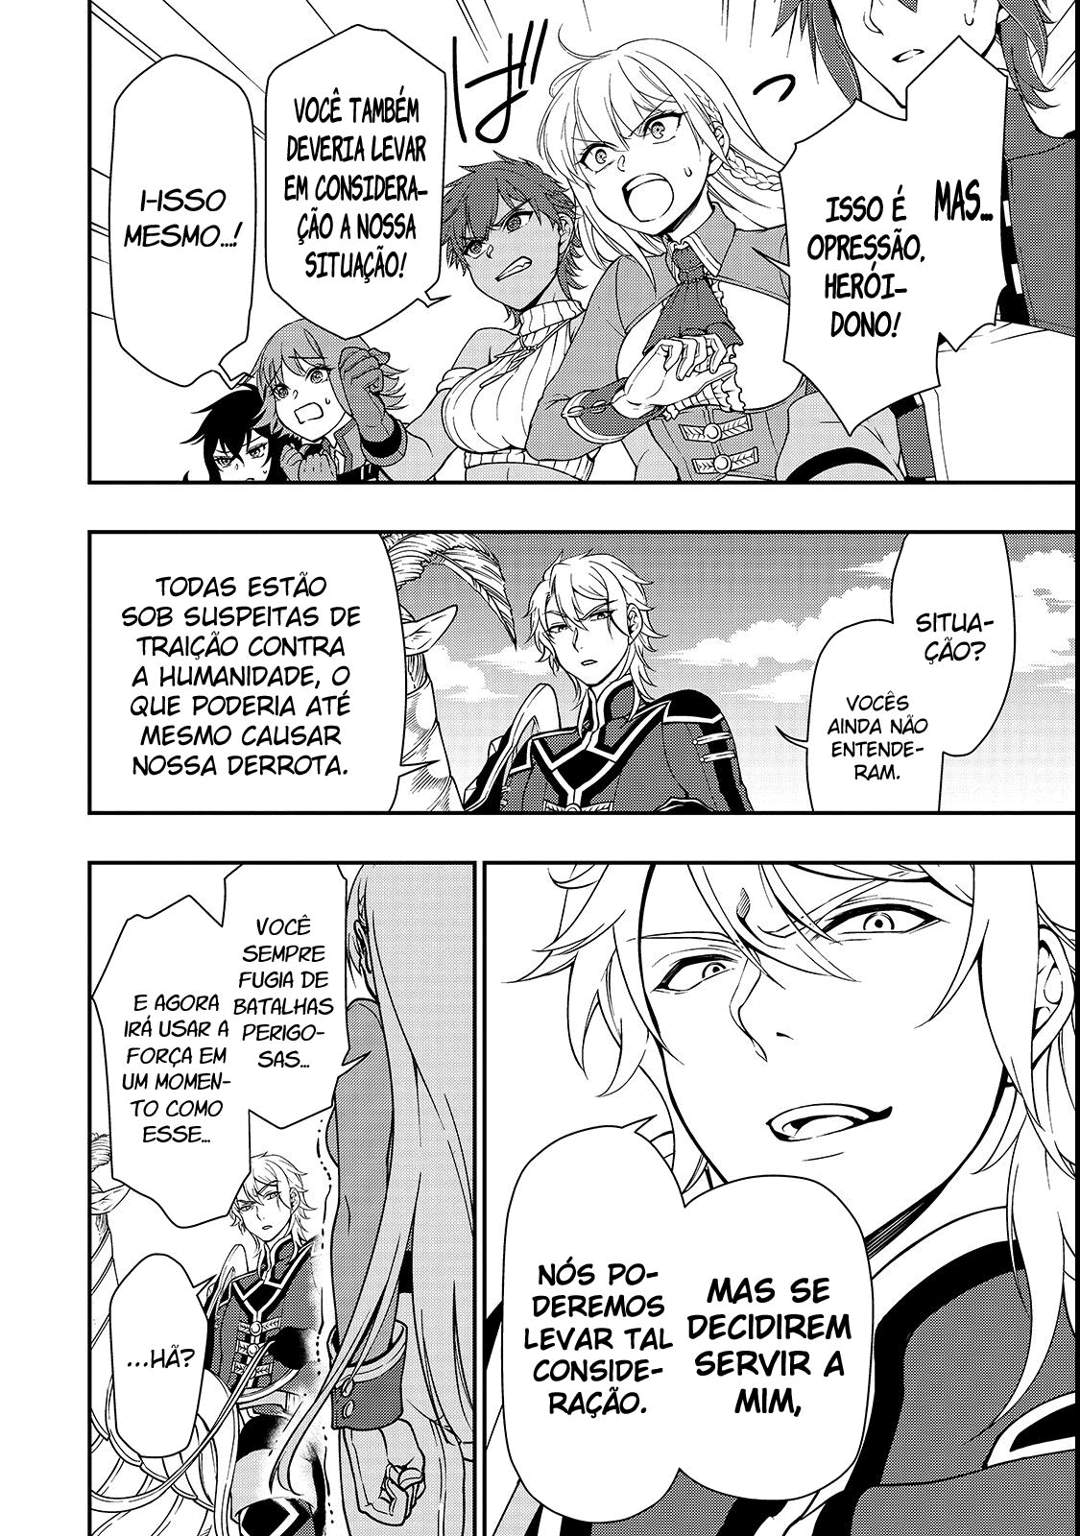 MAS...
ISSO É
OPRESSÃO,
HERÓI-
DONO!
ば
っ
VOCÊ TAMBÉM
DEVERIA LEVAR
EM CONSIDERA-
ÇÃO A NOSSA
SITUAÇÃO!
I-ISSO
MESMO...!
SITUA-
ÇÃO?
VOCÊS
AINDA NÃO
ENTENDE-
RAM.
TODAS ESTÃO
SOB SUSPEITAS DE
TRAIÇÃO CONTRA
A HUMANIDADE, O
QUE PODERIA ATÉ
MESMO CAUSAR
NOSSA DERROTA.
MAS SE
DECIDIREM
SERVIR A
MIM,
NÓS PO-
DEREMOS
LEVAR TAL
CONSIDE-
RAÇÃO.
VOCÊ
SEMPRE
FUGIA DE
BATALHAS
PERIGO-
SAS...
E AGORA
IRÁ USAR A
FORÇA EM
UM MOMEN-
TO COMO
ESSE...
...HÃ?